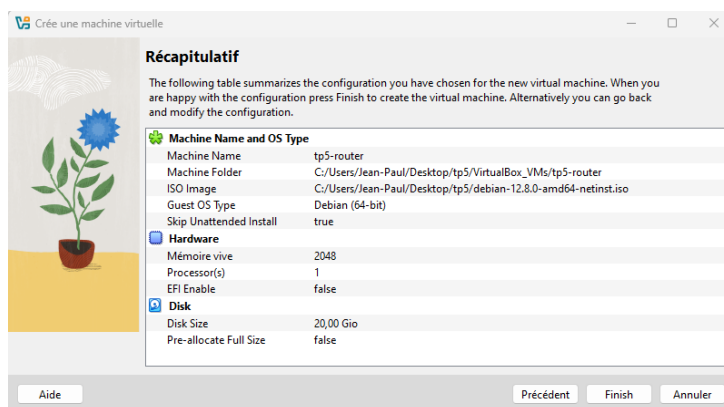 Crée une machine virtuelle
Récapitulatif
The following table summarizes the configuration you have chosen for the new virtual machine. When you
are happy with the configuration press Finish to create the virtual machine. Alternatively you can go back
and modify the configuration.
Machine Name and OS Type
Machine Name tp5-router
Machine Folder C:/Users/Jean-Paul/Desktop/tp5/VirtualBox_VMs/tp5-router
ISO Image C:/Users/Jean-Paul/Desktop/tp5/debian-12.8.0-amd64-netinst.iso
Guest OS Type Debian (64-bit)
Skip Unattended Install true
Hardware
Mémoire vive 2048
Processor(s) 1
EFI Enable false
Disk
Disk Size 20,00 Gio
Pre-allocate Full Size false
Aide Précédent Finish Annuler